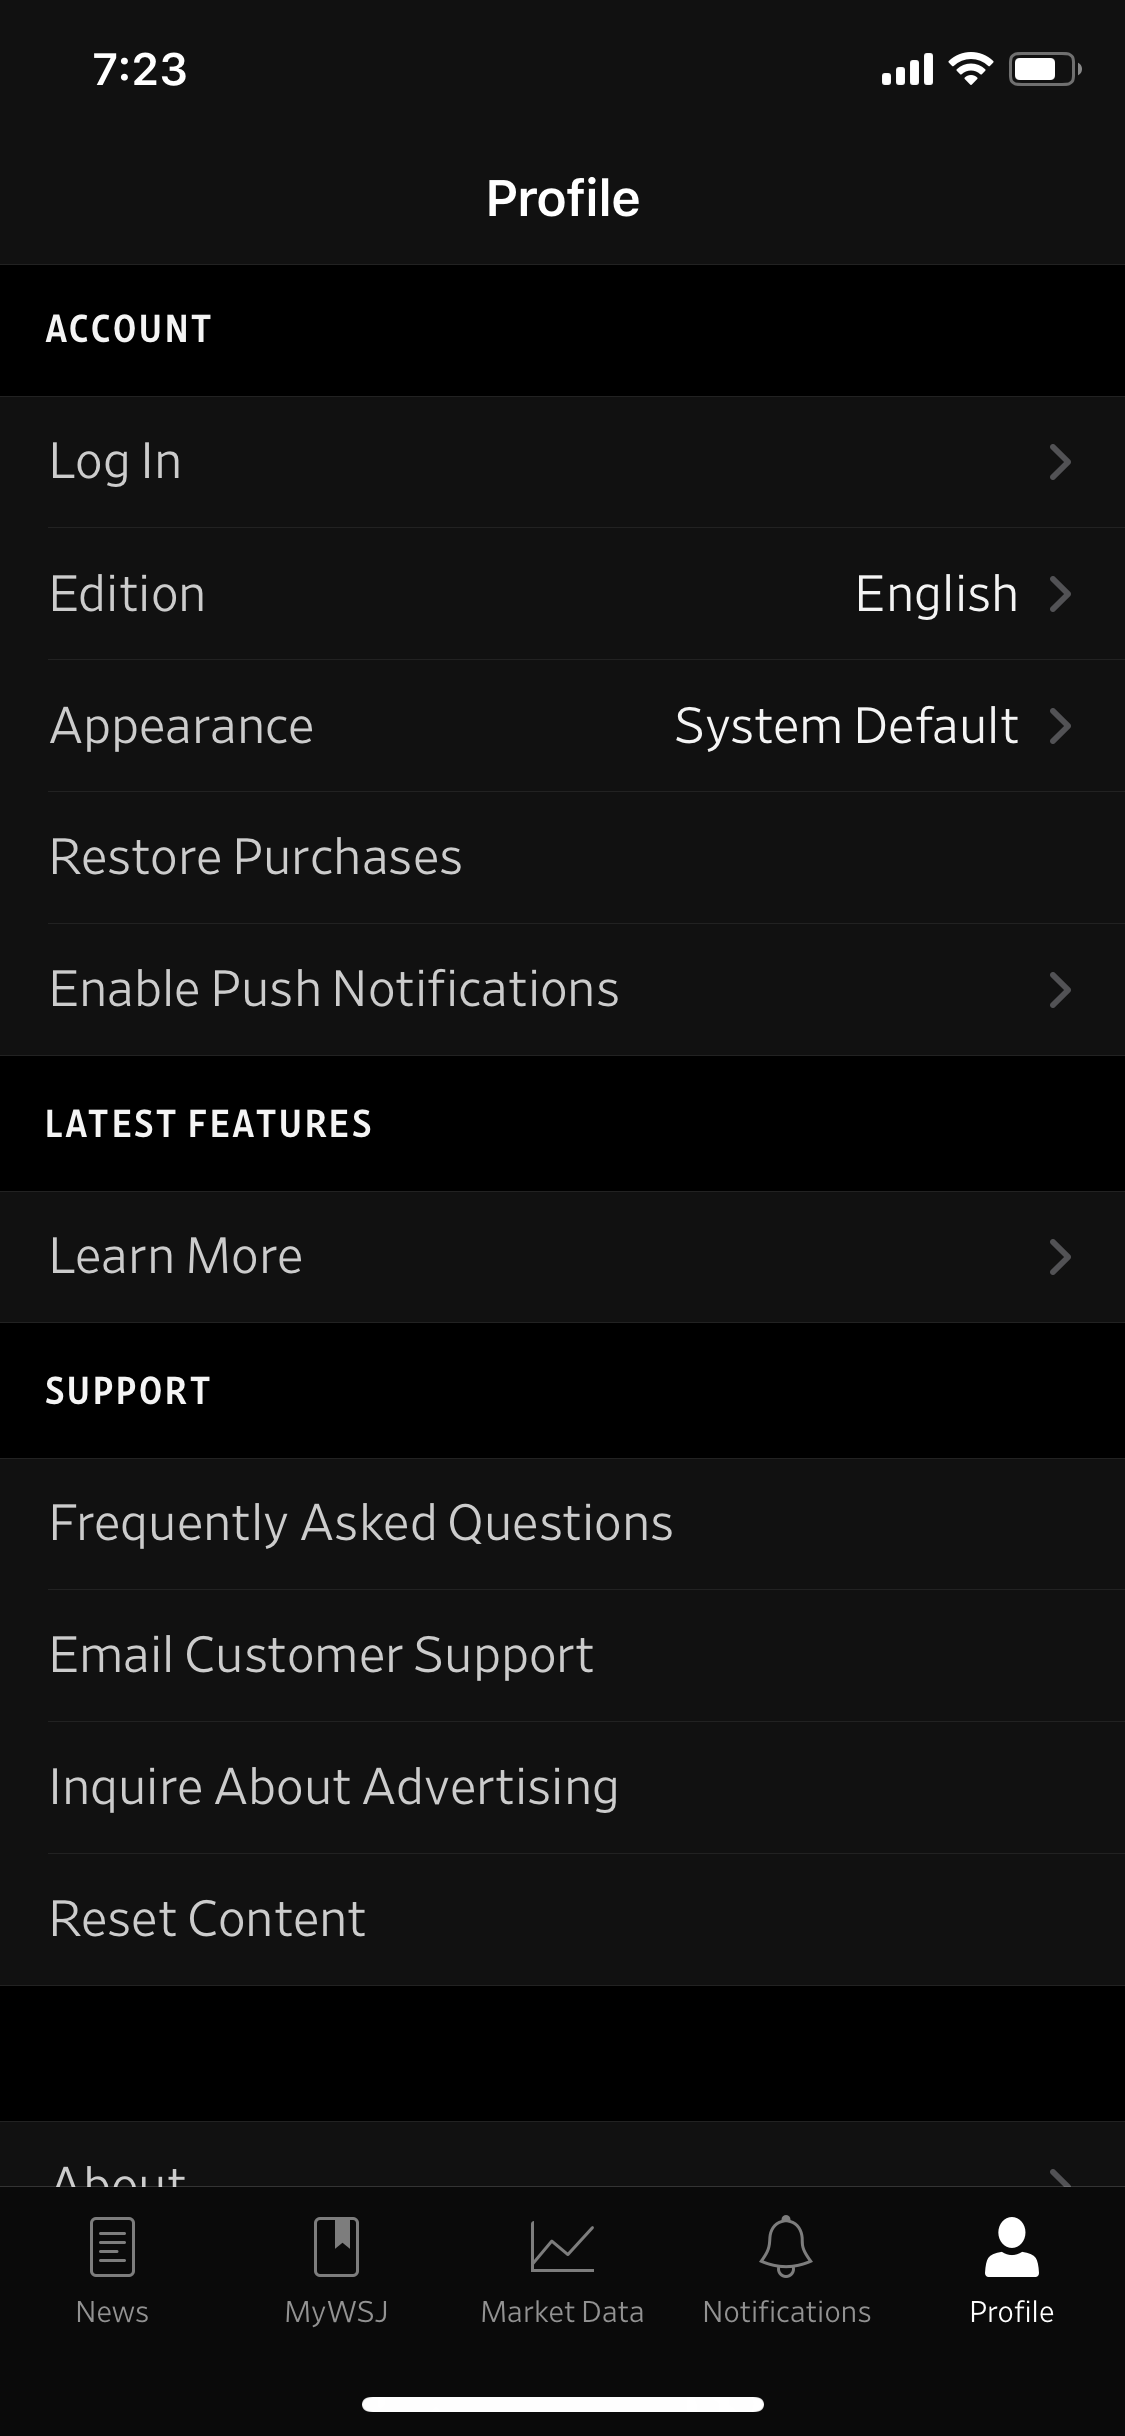 7:23
Profile
ACCOUNT
Log In
Edition English
Appearance System Default
Restore Purchases
Enable Push Notifications
LATEST FEATURES
Learn More
SUPPORT
Frequently Asked Questions
Email Customer Support
Inquire About Advertising
Reset Content
About
News MyWSJ Market Data Notifications Profile